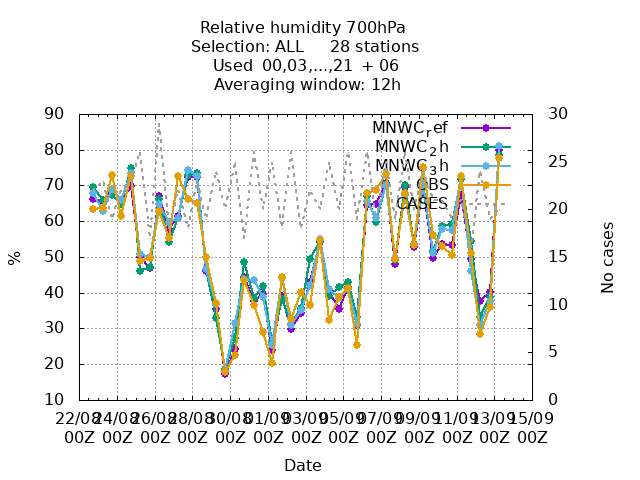 Relative humidity 700hPa
Selection: ALL 28 stations
Used 00,03,...,21 + 06
Averaging window: 12h
90 30
MNWC_ref
80 MNWC_2h 25
MNWC_3h
70 OBS 20
CASES
60
50 15
40 10
30
20 5
10 0
%
No cases
22/08 24/08 26/08 28/08 30/08 01/09 03/09 05/09 07/09 09/09 11/09 13/09 15/09
00Z 00Z 00Z 00Z 00Z 00Z 00Z 00Z 00Z 00Z 00Z 00Z 00Z
Date